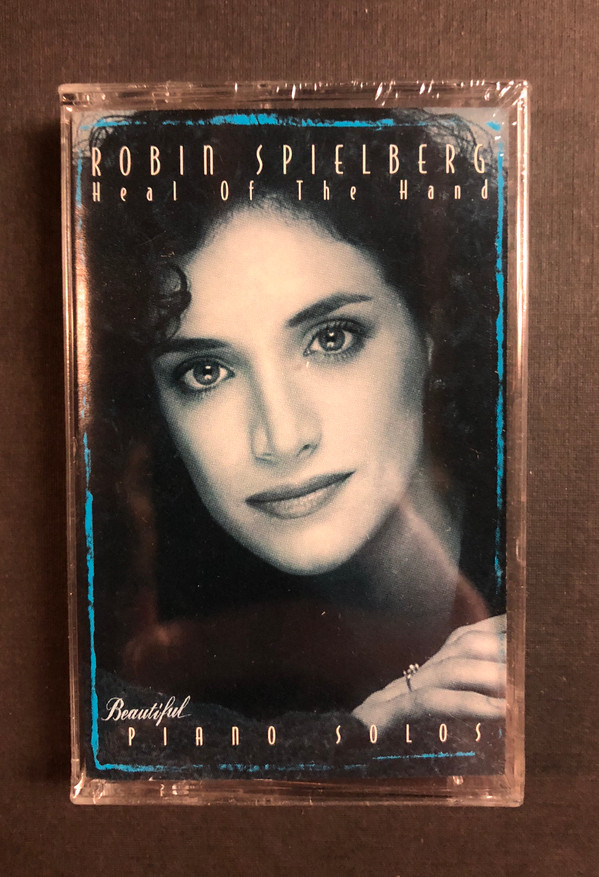 ROBIN SPIELBERG
Heal Of The Hand
Beautiful
PIANO SOLOS